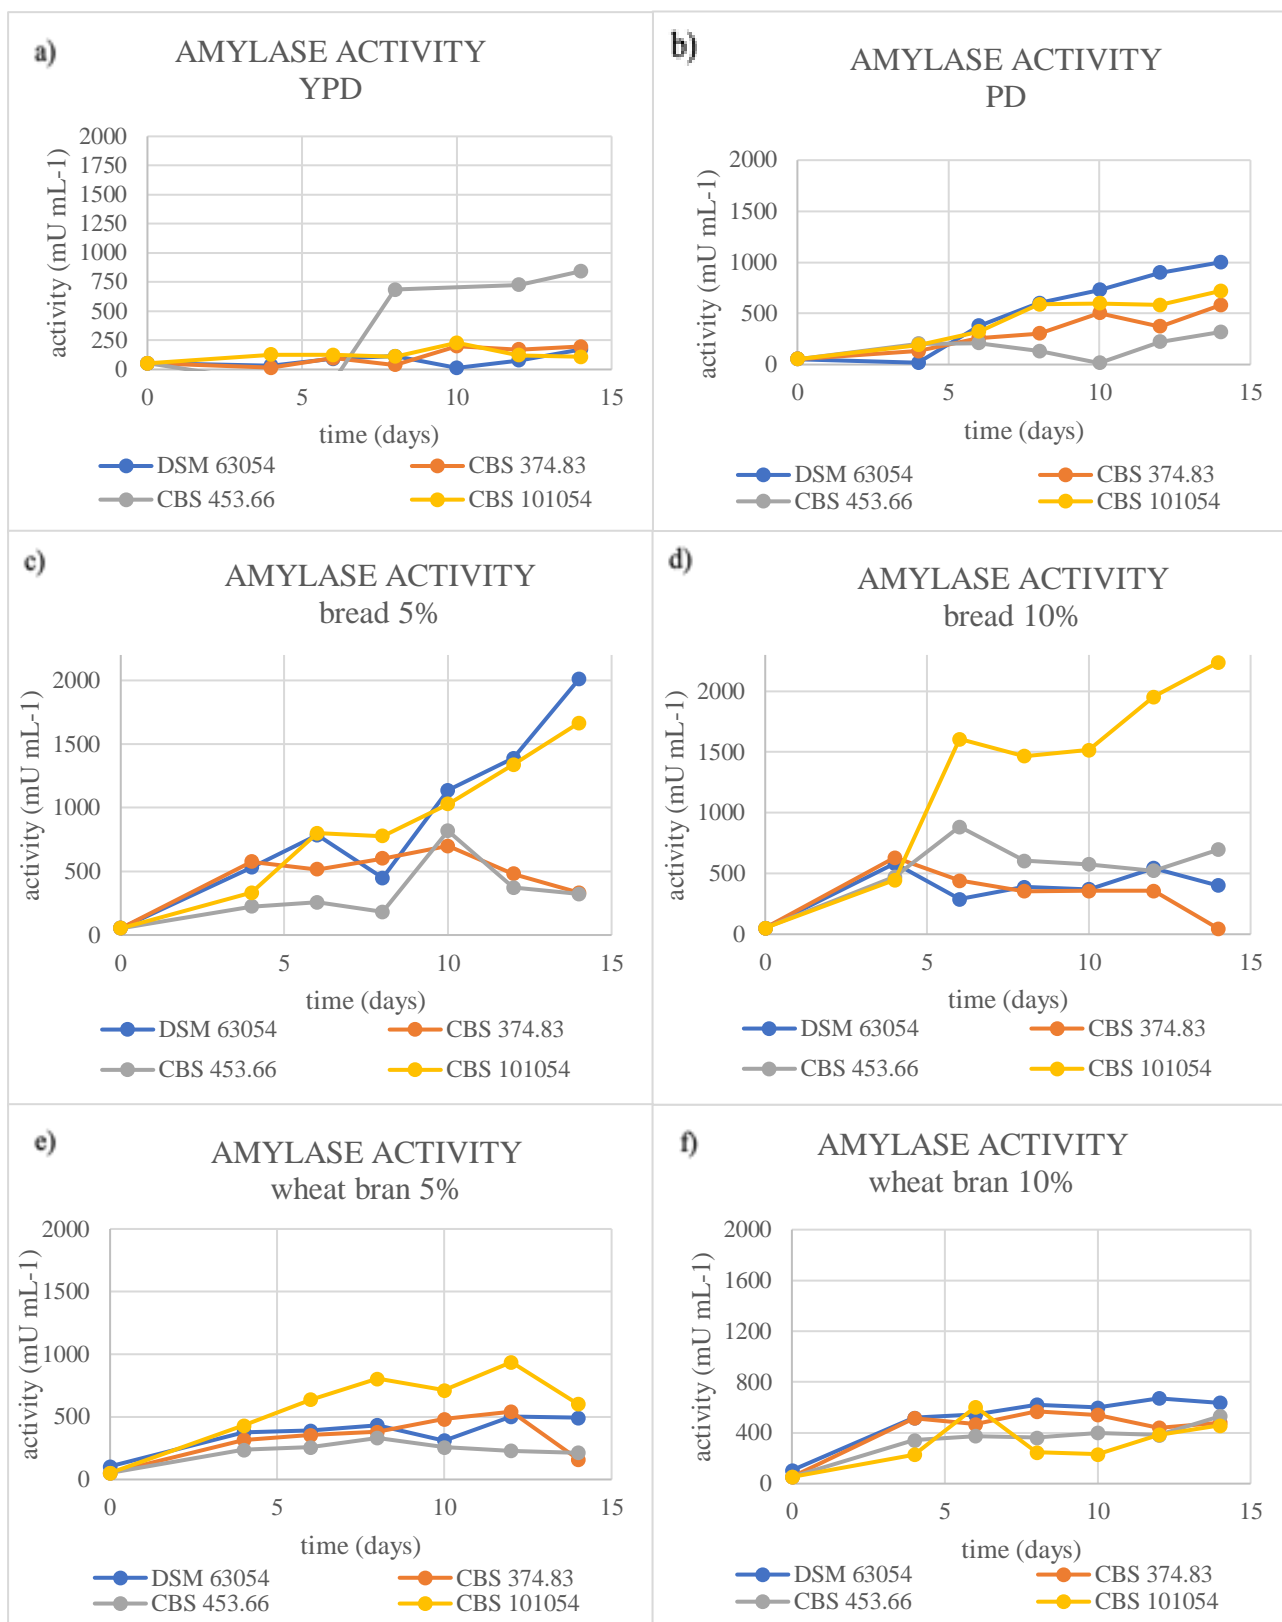 a)
AMYLASE ACTIVITY
YPD
activity (mU mL-1)
2000
1750
1500
1250
1000
750
500
250
0
0 5 10 15
time (days)
DSM 63054 CBS 374.83
CBS 453.66 CBS 101054
b)
AMYLASE ACTIVITY
PD
activity (mU mL-1)
2000
1500
1000
500
0
0 5 10 15
time (days)
DSM 63054 CBS 374.83
CBS 453.66 CBS 101054
c)
AMYLASE ACTIVITY
bread 5%
activity (mU mL-1)
2000
1500
1000
500
0
0 5 10 15
time (days)
DSM 63054 CBS 374.83
CBS 453.66 CBS 101054
d)
AMYLASE ACTIVITY
bread 10%
activity (mU mL-1)
2000
1500
1000
500
0
0 5 10 15
time (days)
DSM 63054 CBS 374.83
CBS 453.66 CBS 101054
e)
AMYLASE ACTIVITY
wheat bran 5%
activity (mU mL-1)
2000
1500
1000
500
0
0 5 10 15
time (days)
DSM 63054 CBS 374.83
CBS 453.66 CBS 101054
f)
AMYLASE ACTIVITY
wheat bran 10%
activity (mU mL-1)
2000
1600
1200
800
400
0
0 5 10 15
time (days)
DSM 63054 CBS 374.83
CBS 453.66 CBS 101054